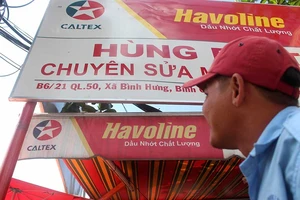 CALTEX
Havoline
Dầu Nhớt Chất Lượng
HÙNG
CHUYÊN SỬA
B6/21 QL.50, Xã Bình Hưng, Bình
CALTEX
Havoline
Dầu Nhớt Chất Lượng